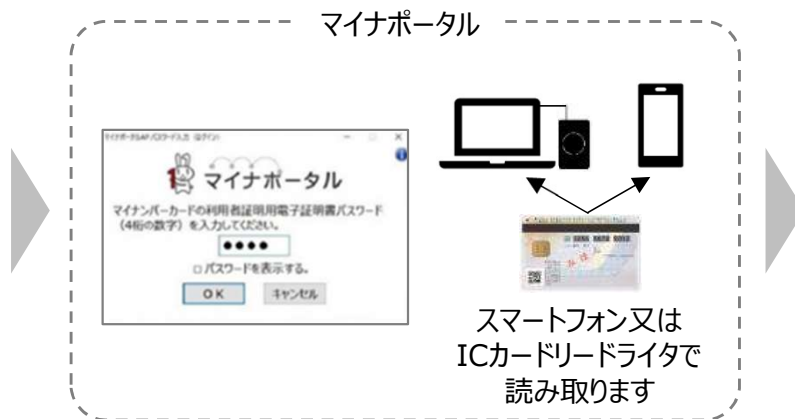 マイナポータル
マイナポータル
マイナンバーカードの利用者証明用電子証明書パスワード
(4桁の数字)を入力してください。
●●●●
□パスワードを表示する。
OK
キャンセル
みほん
スマートフォン又は
ICカードリードライタで
読み取ります